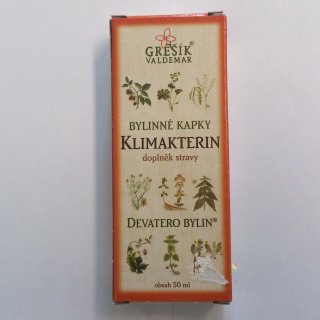 GREŠÍK®
VALDEMAR
BYLINNÉ KAPKY
KLIMAKTERIN
doplněk stravy
DEVATERO BYLIN®
obsah 50 ml